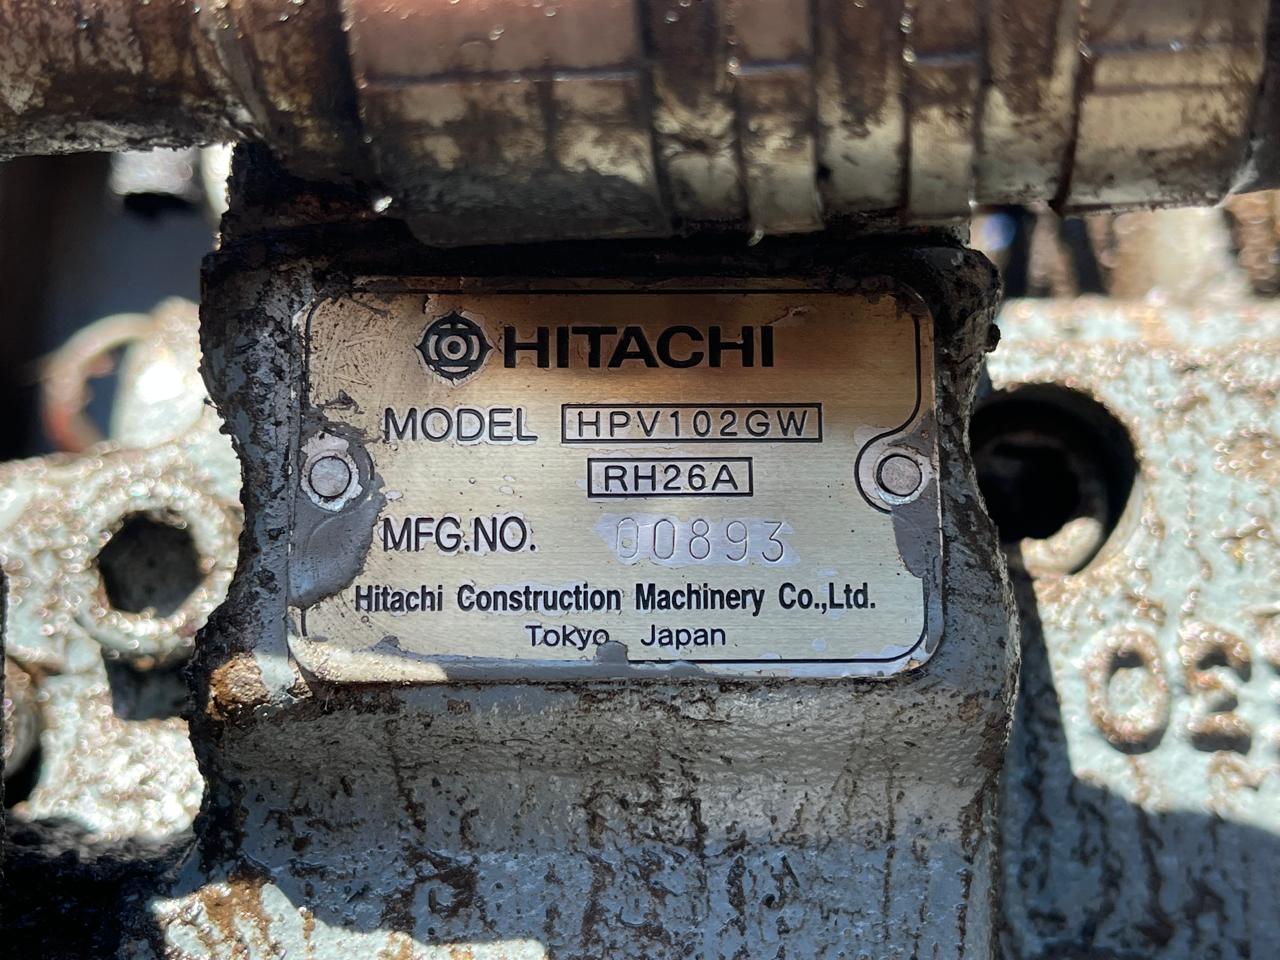 HITACHI
MODEL HPV102GW
RH26A
MFG.NO. 00893
Hitachi Construction Machinery Co.,Ltd.
Tokyo Japan